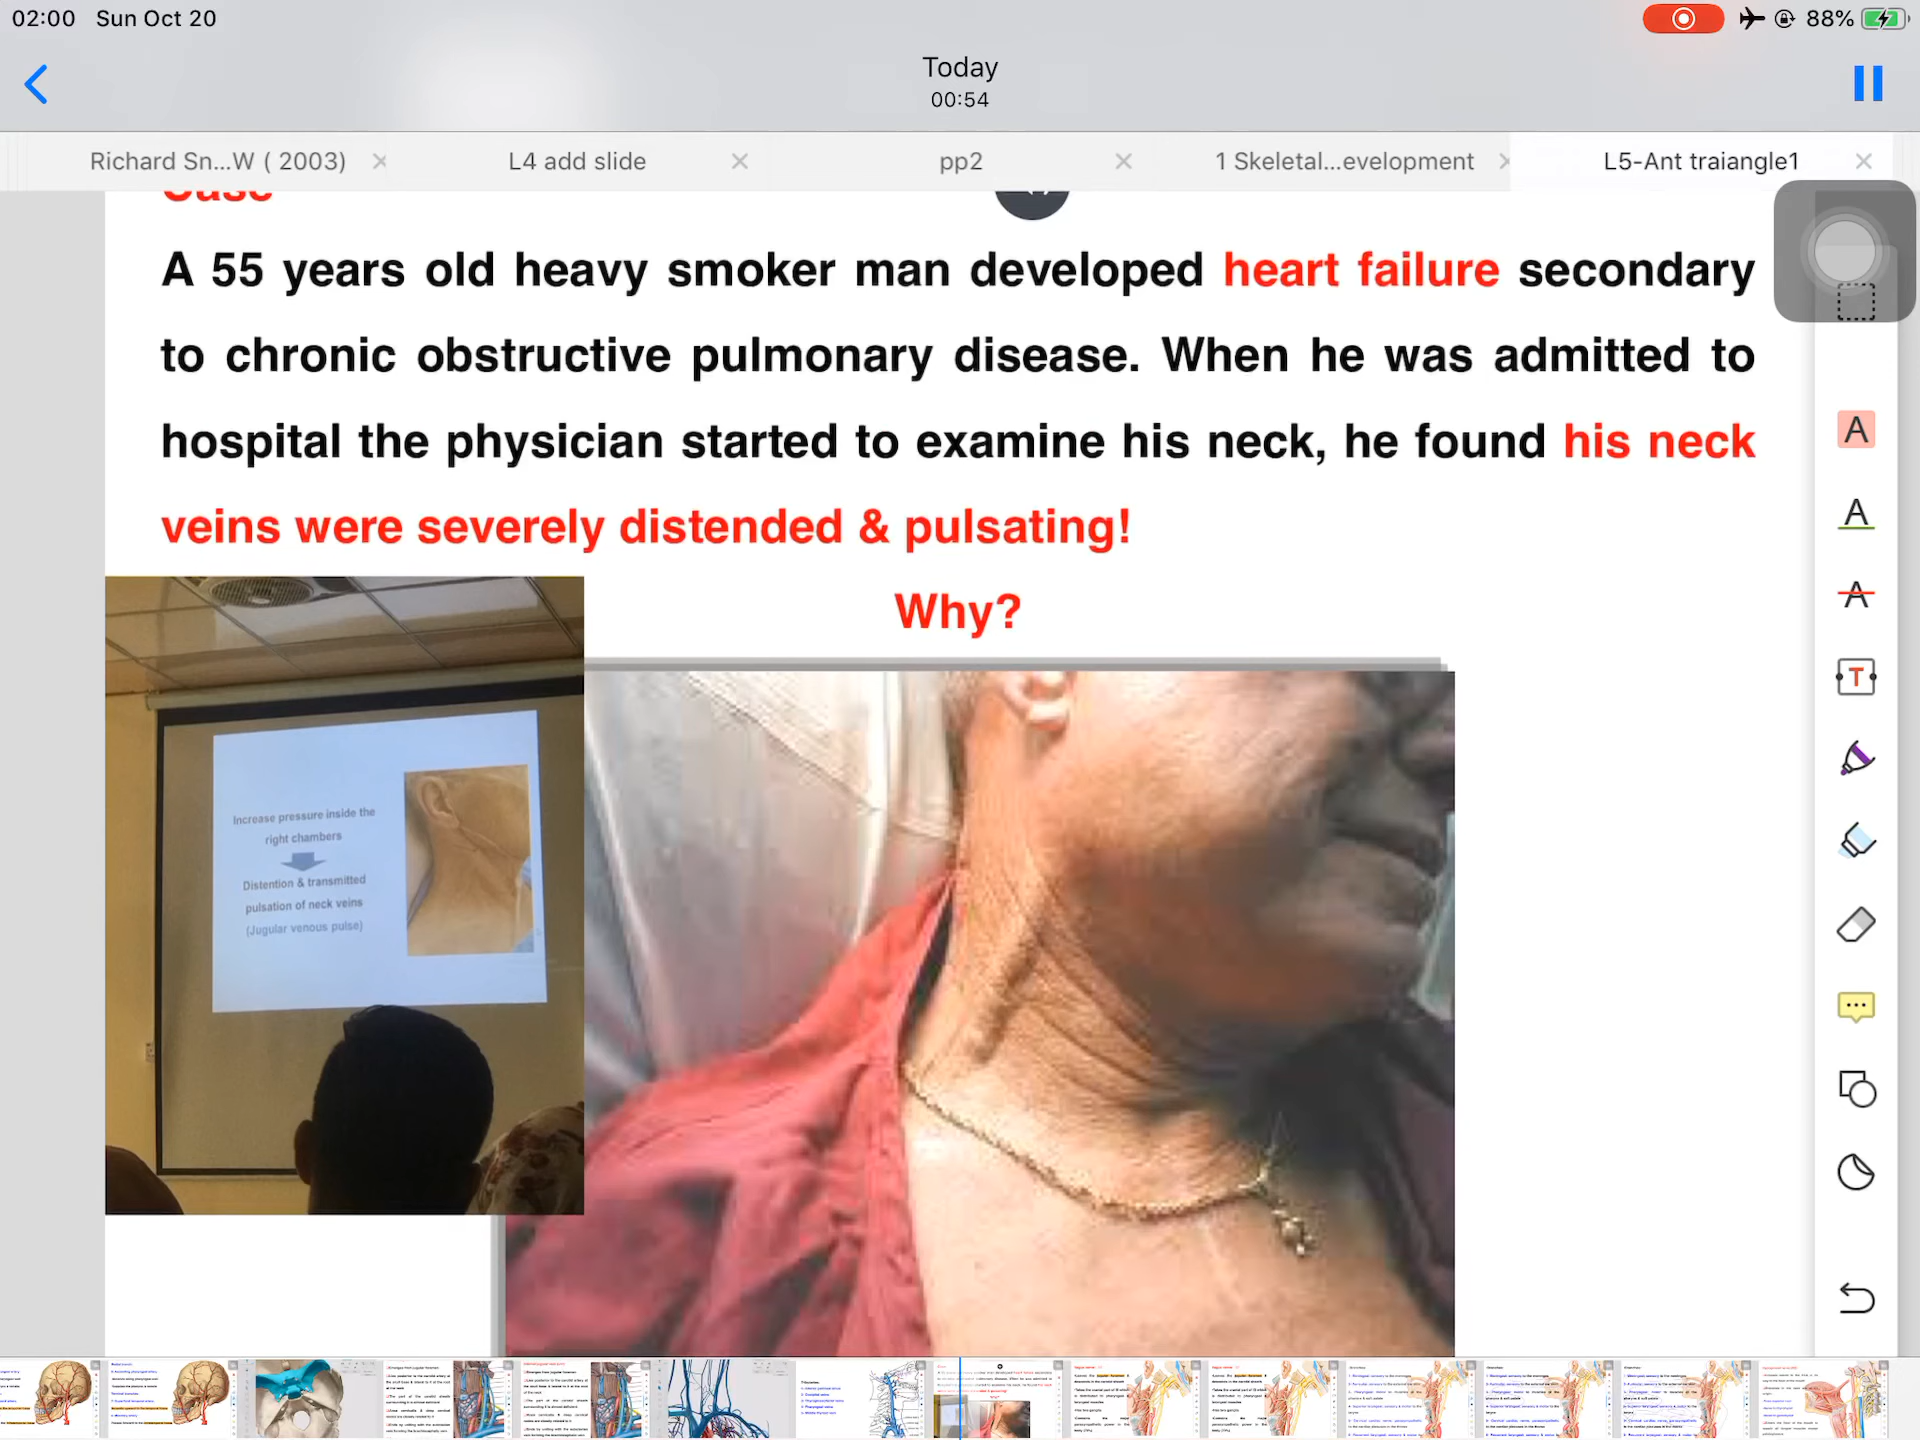 02:00 Sun Oct 20
88%
Today
00:54
Richard Sn...W ( 2003)
L4 add slide
pp2
1 Skeletal...evelopment
L5-Ant traiangle1
Case
A 55 years old heavy smoker man developed heart failure secondary
to chronic obstructive pulmonary disease. When he was admitted to
hospital the physician started to examine his neck, he found his neck
veins were severely distended & pulsating!
Why?
Increase pressure inside the
right chambers
Distention & transmitted
pulsation of neck veins
(Jugular venous pulse)
A
A
A
T